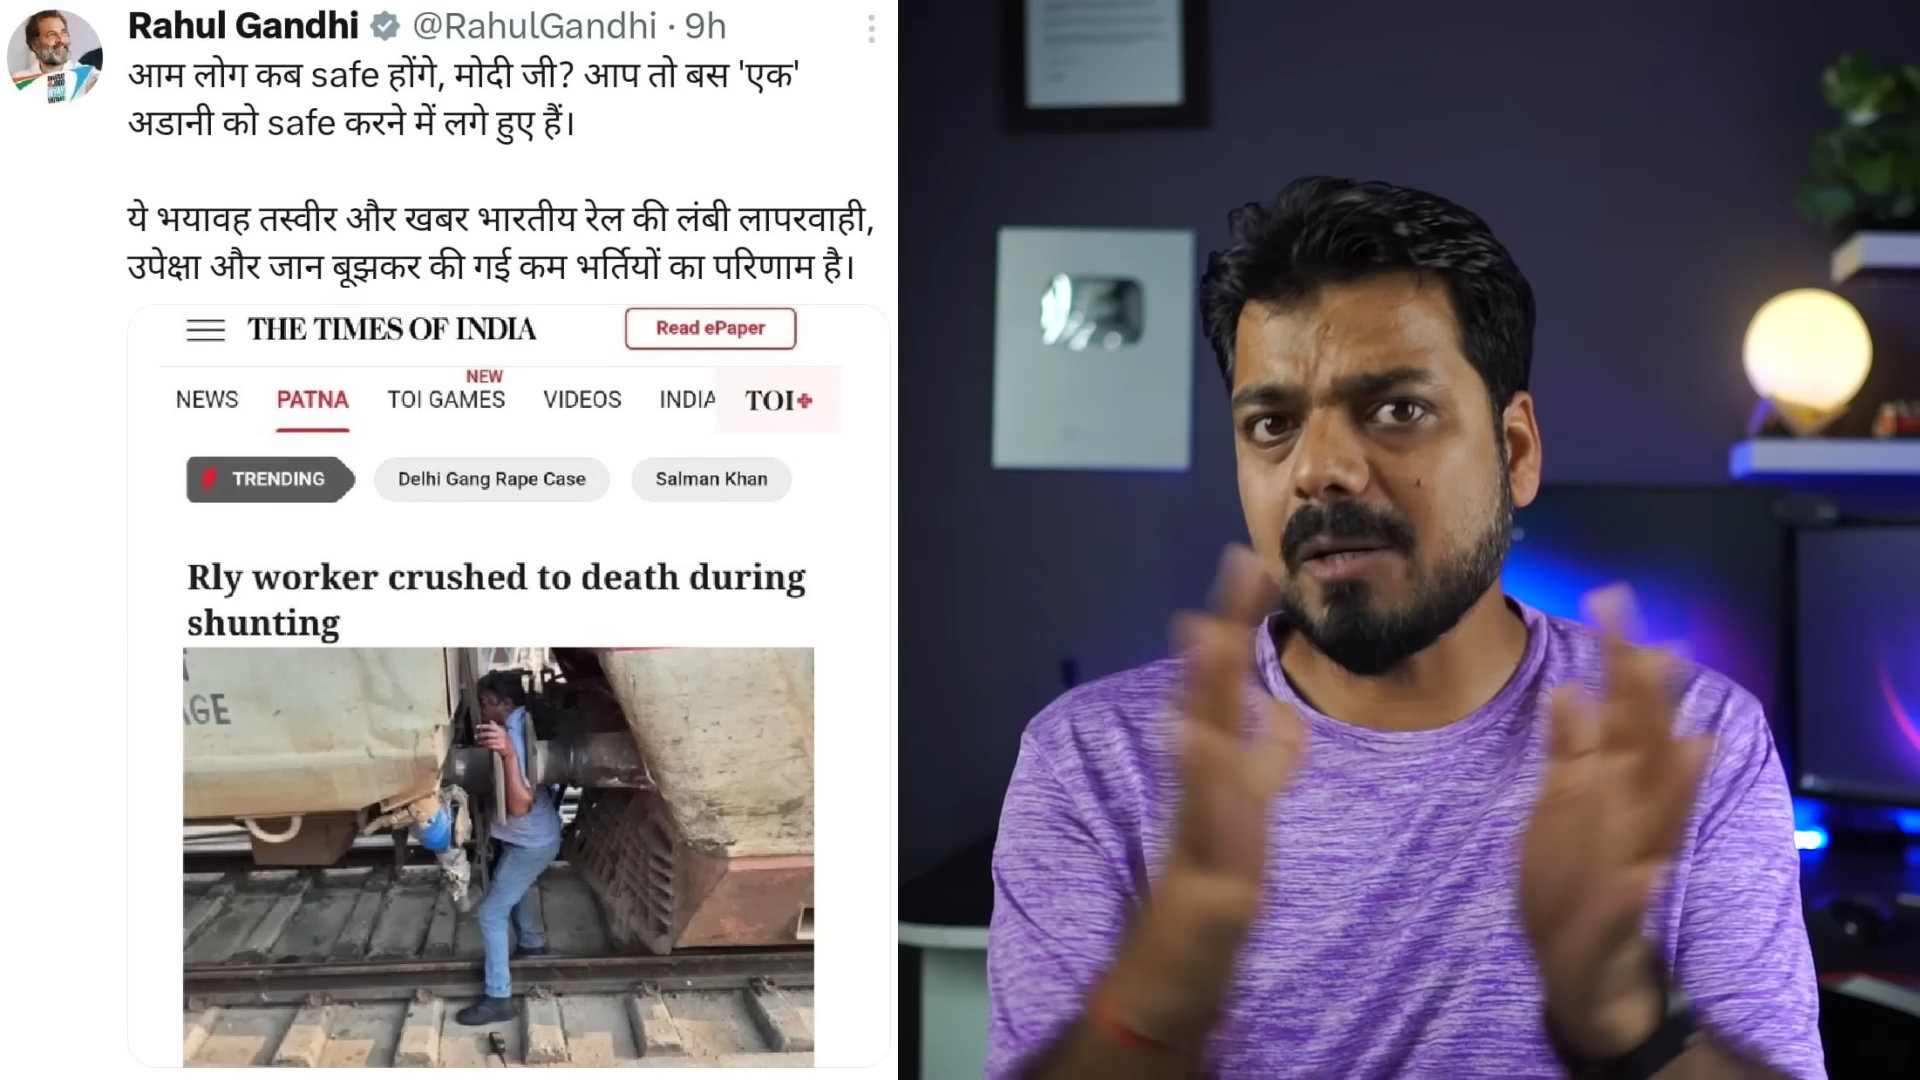 Rahul Gandhi @RahulGandhi · 9h
आम लोग कब safe होंगे, मोदी जी? आप तो बस 'एक'
अडानी को safe करने में लगे हुए हैं।
ये भयावह तस्वीर और खबर भारतीय रेल की लंबी लापरवाही,
उपेक्षा और जान बूझकर की गई कम भर्तियों का परिणाम है।
THE TIMES OF INDIA Read ePaper
NEW
NEWS PATNA TOI GAMES VIDEOS INDIA TOI+
TRENDING Delhi Gang Rape Case Salman Khan
Rly worker crushed to death during
shunting
AGE